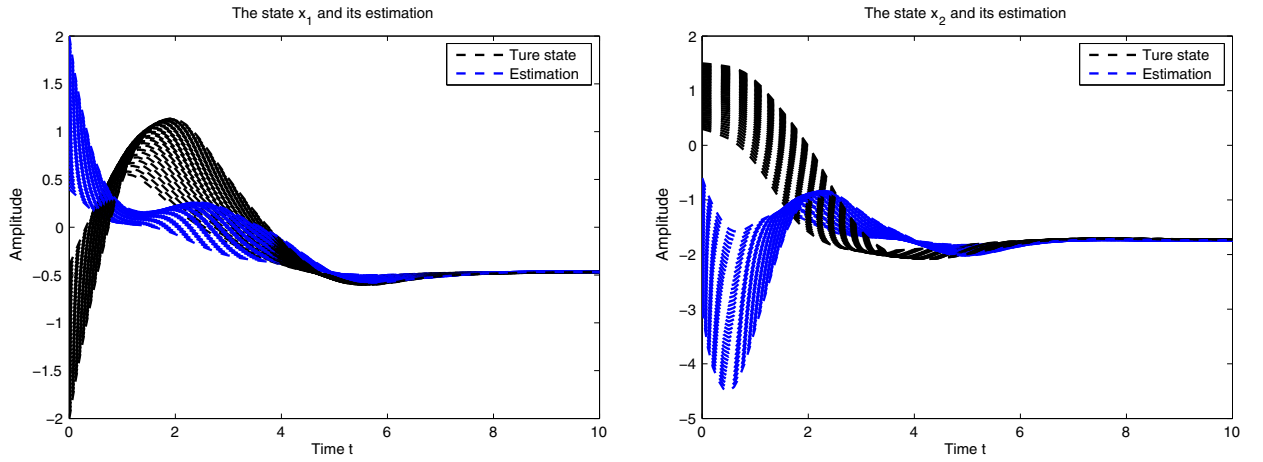 The state x1 and its estimation
2
1.5
1
0.5
0
−0.5
−1
−1.5
−2
Amplitude
Ture state
Estimation
0
2
4
6
8
10
Time t
The state x2 and its estimation
2
1
0
−1
−2
−3
−4
−5
Amplitude
Ture state
Estimation
0
2
4
6
8
10
Time t